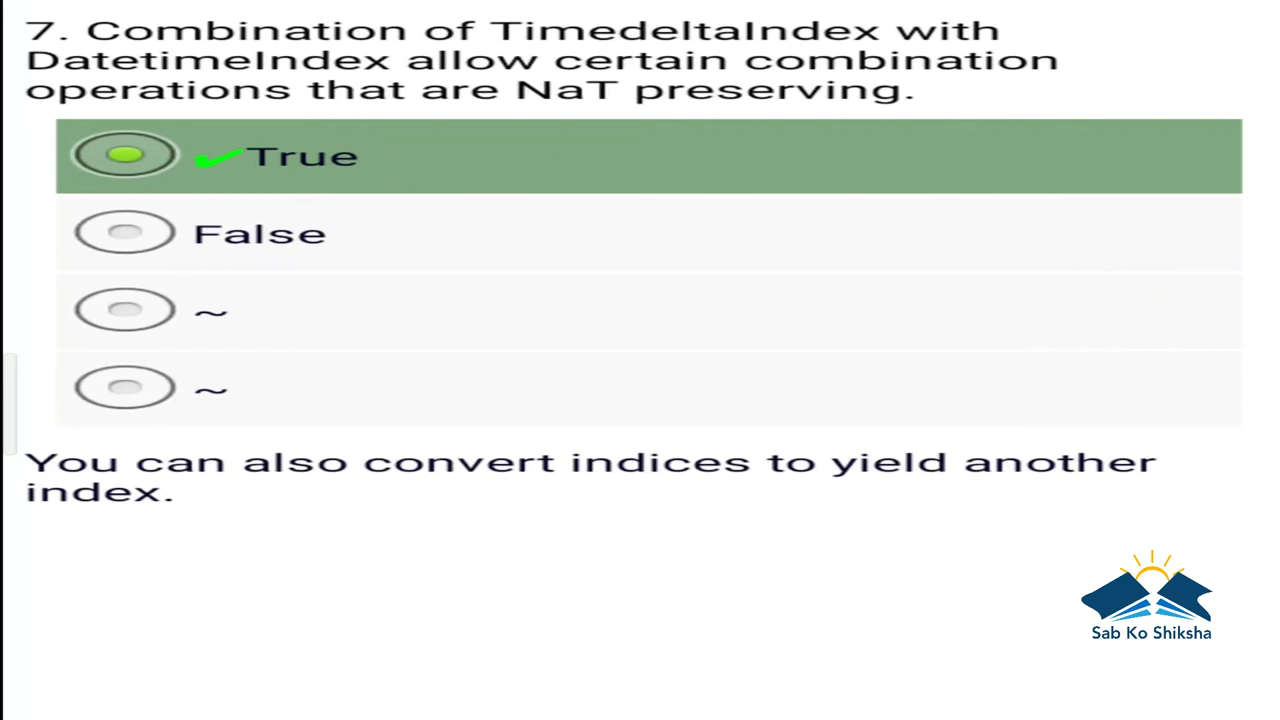 7. Combination of TimedeltaIndex with
DatetimeIndex allow certain combination
operations that are NaT preserving.
✔True
False
~
~
You can also convert indices to yield another
index.
Sab Ko Shiksha